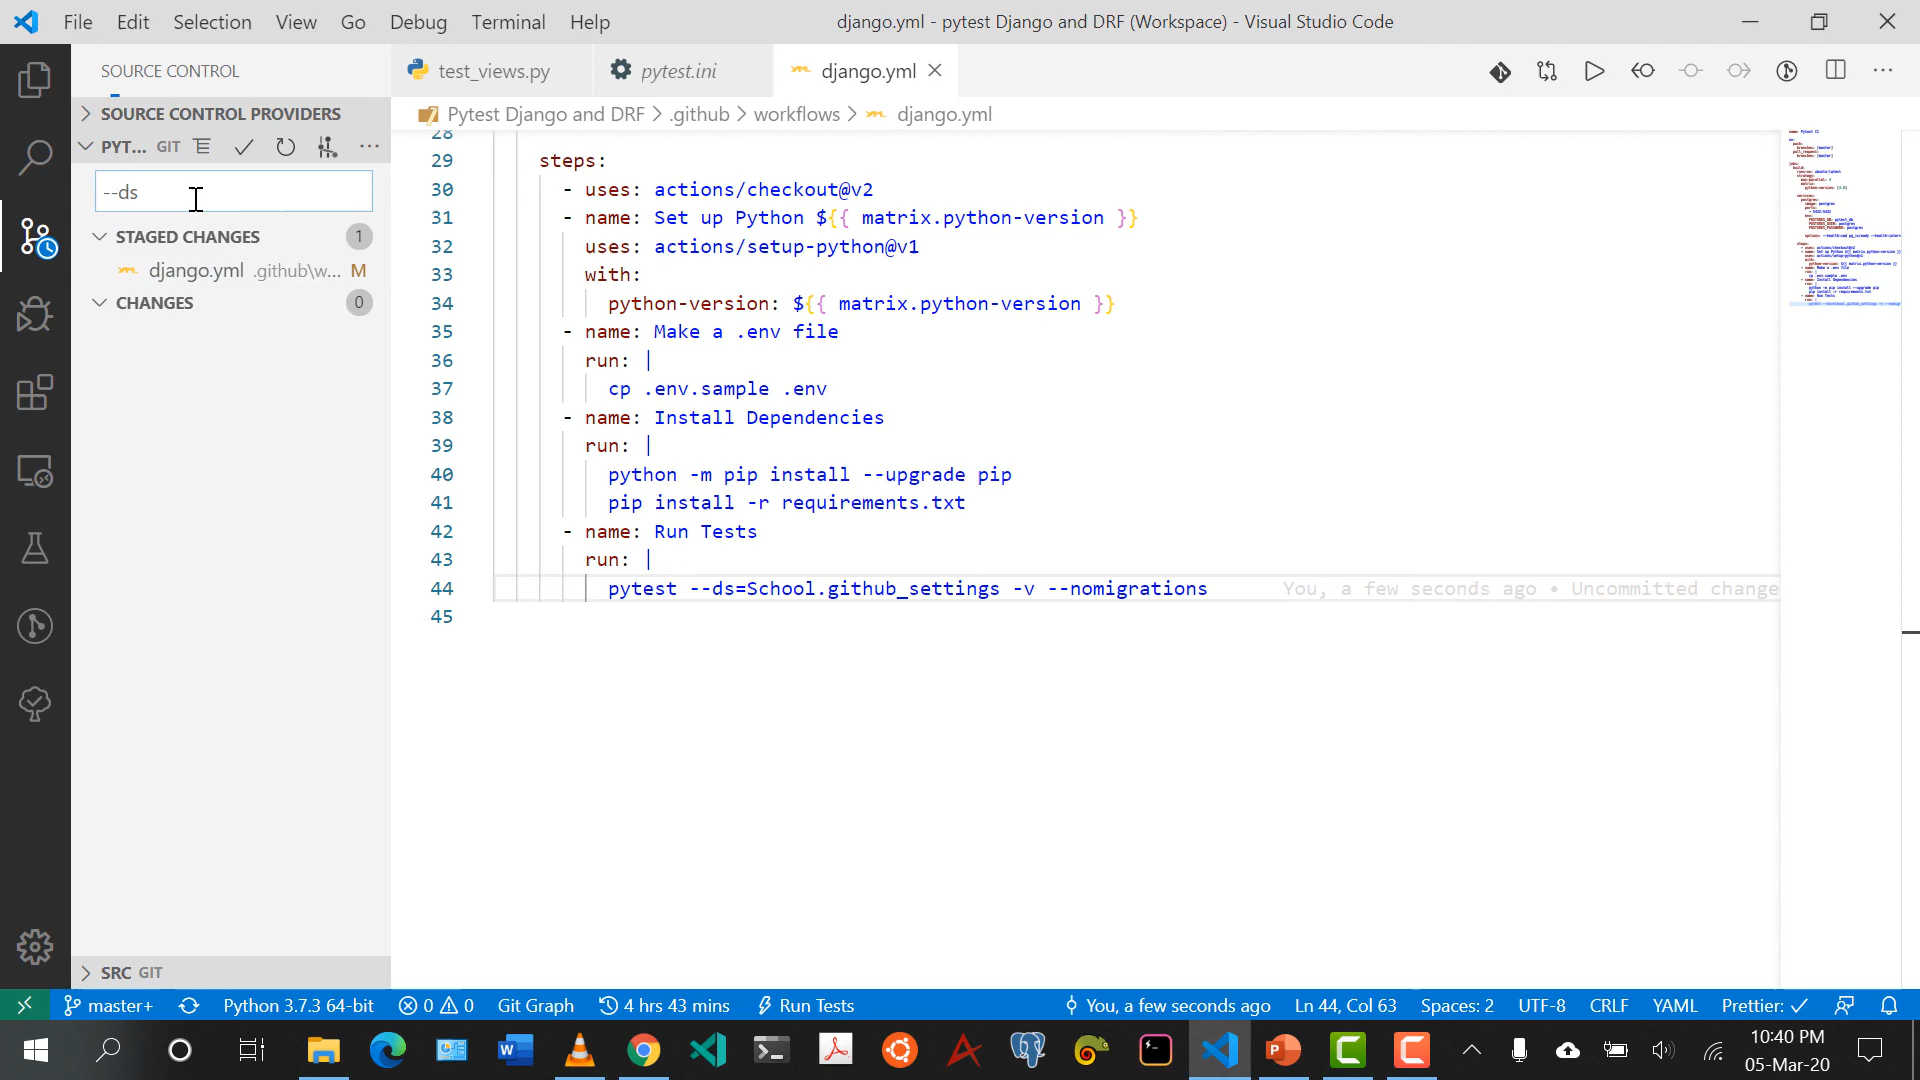 File Edit Selection View Go Debug Terminal Help
django.yml - pytest Django and DRF (Workspace) - Visual Studio Code
SOURCE CONTROL
test_views.py
pytest.ini
django.yml
SOURCE CONTROL PROVIDERS
Pytest Django and DRF > .github > workflows > django.yml
PYT... GIT
--ds
STAGED CHANGES 1
django.yml .github\w... M
CHANGES 0
28
29 steps:
30 - uses: actions/checkout@v2
31 - name: Set up Python ${{ matrix.python-version }}
32 uses: actions/setup-python@v1
33 with:
34 python-version: ${{ matrix.python-version }}
35 - name: Make a .env file
36 run: |
37 cp .env.sample .env
38 - name: Install Dependencies
39 run: |
40 python -m pip install --upgrade pip
41 pip install -r requirements.txt
42 - name: Run Tests
43 run: |
44 pytest --ds=School.github_settings -v --nomigrations You, a few seconds ago • Uncommitted change
45
SRC GIT
master+ Python 3.7.3 64-bit 0 0 Git Graph 4 hrs 43 mins Run Tests You, a few seconds ago Ln 44, Col 63 Spaces: 2 UTF-8 CRLF YAML Prettier: ✓
10:40 PM
05-Mar-20